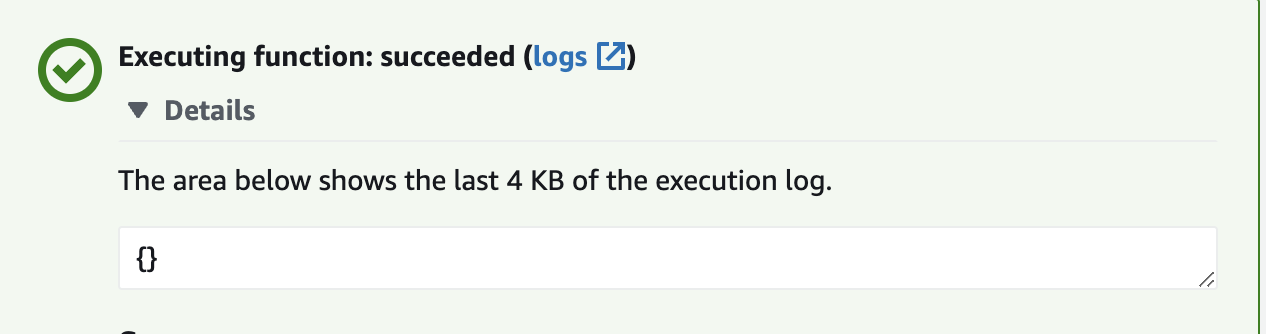 Executing function: succeeded (logs)
Details
The area below shows the last 4 KB of the execution log.
{}